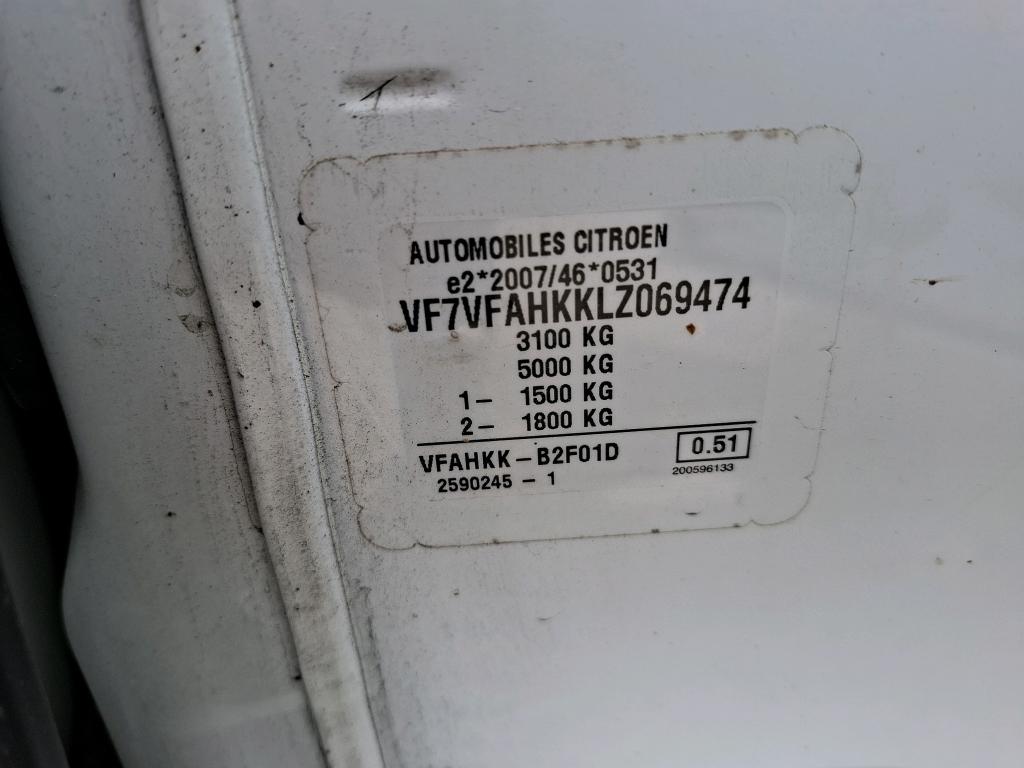 AUTOMOBILES CITROEN
e2*2007/46*0531
VF7VFAHKKLZ069474
3100 KG
5000 KG
1- 1500 KG
2- 1800 KG
VFAHKK-B2F01D 0.51
2590245 - 1 200596133